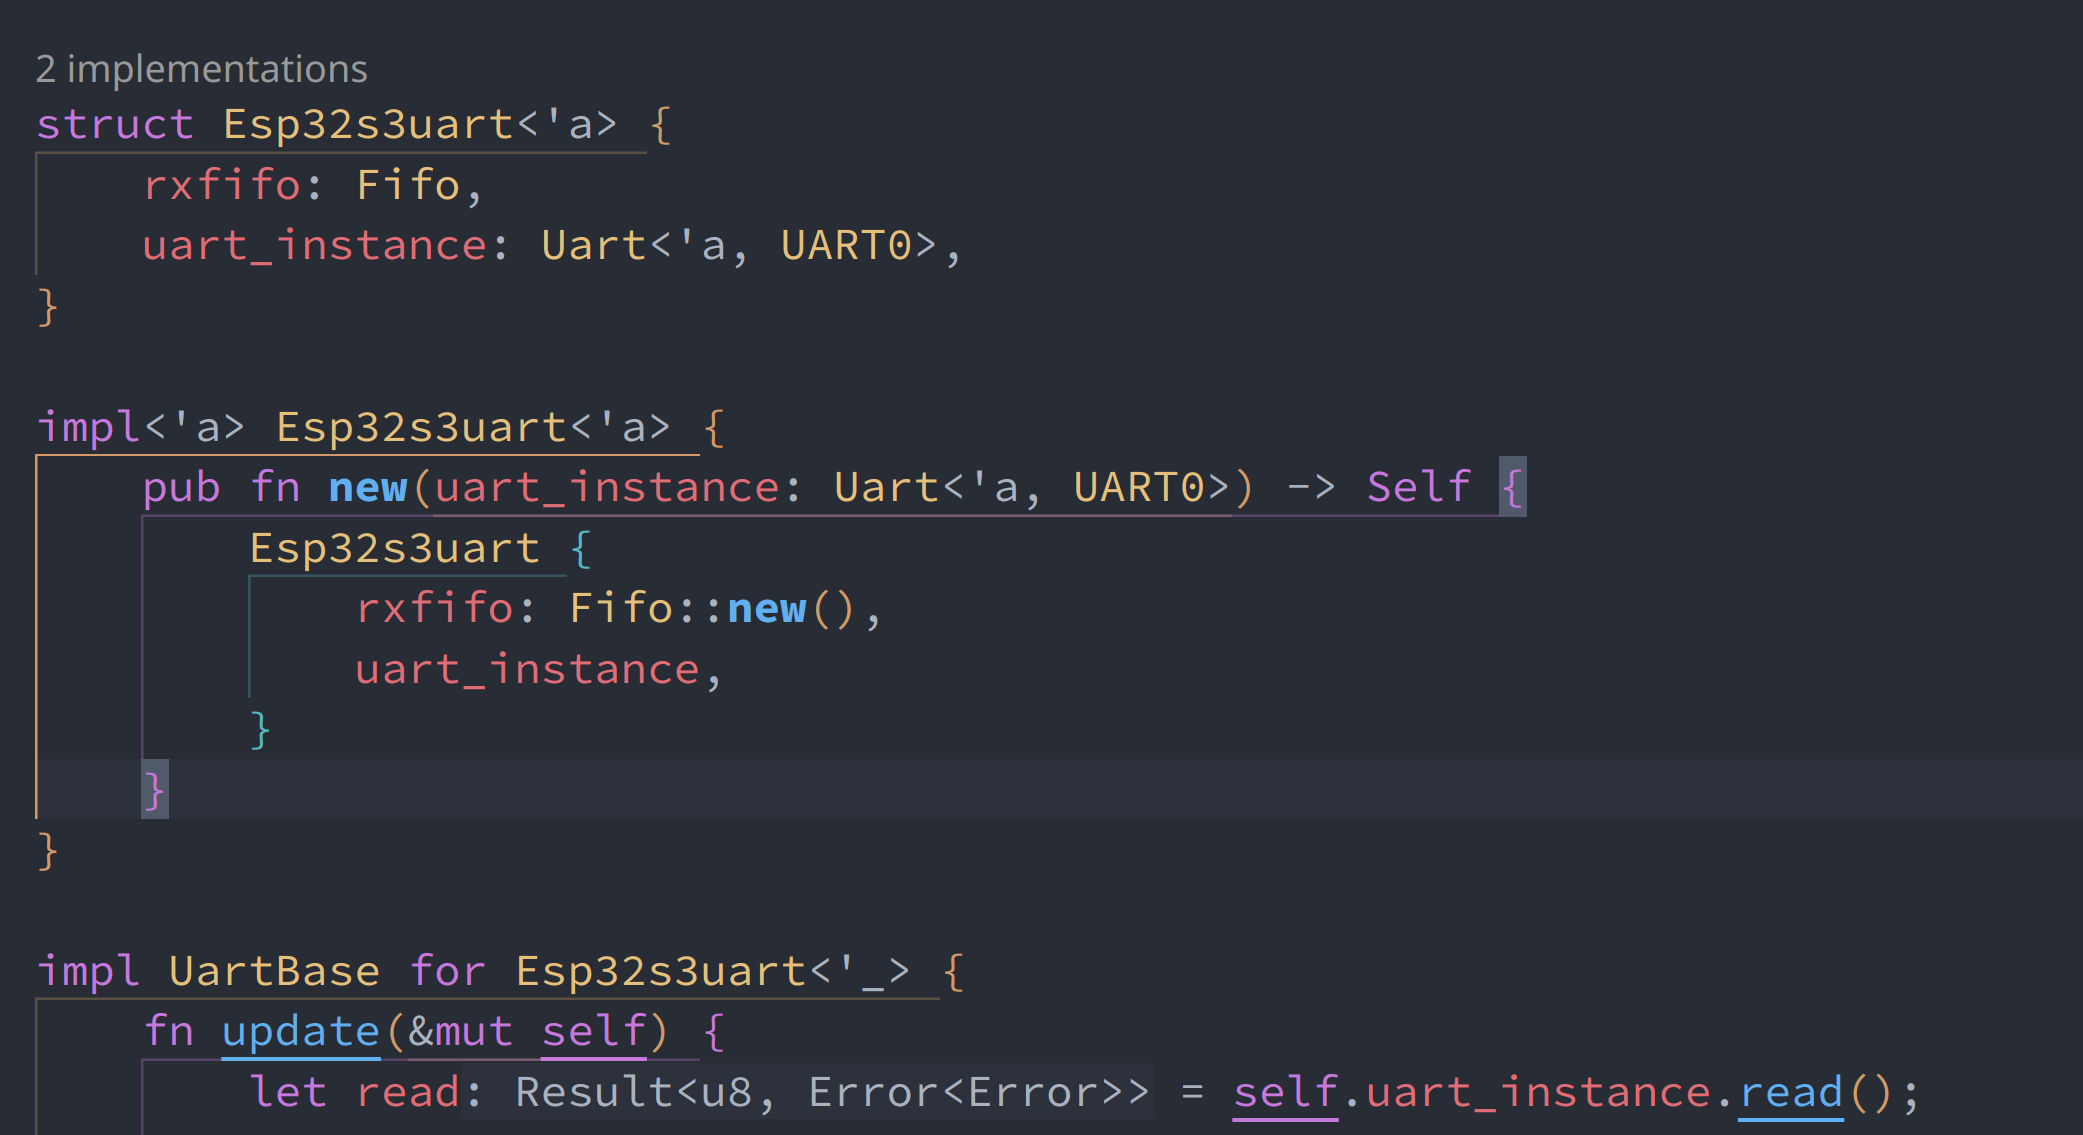 2 implementations
struct Esp32s3uart<'a> {
    rxfifo: Fifo,
    uart_instance: Uart<'a, UART0>,
}
impl<'a> Esp32s3uart<'a> {
    pub fn new(uart_instance: Uart<'a, UART0>) -> Self {
        Esp32s3uart {
            rxfifo: Fifo::new(),
            uart_instance,
        }
    }
}
impl UartBase for Esp32s3uart<'_> {
    fn update(&mut self) {
        let read: Result<u8, Error<Error>> = self.uart_instance.read();